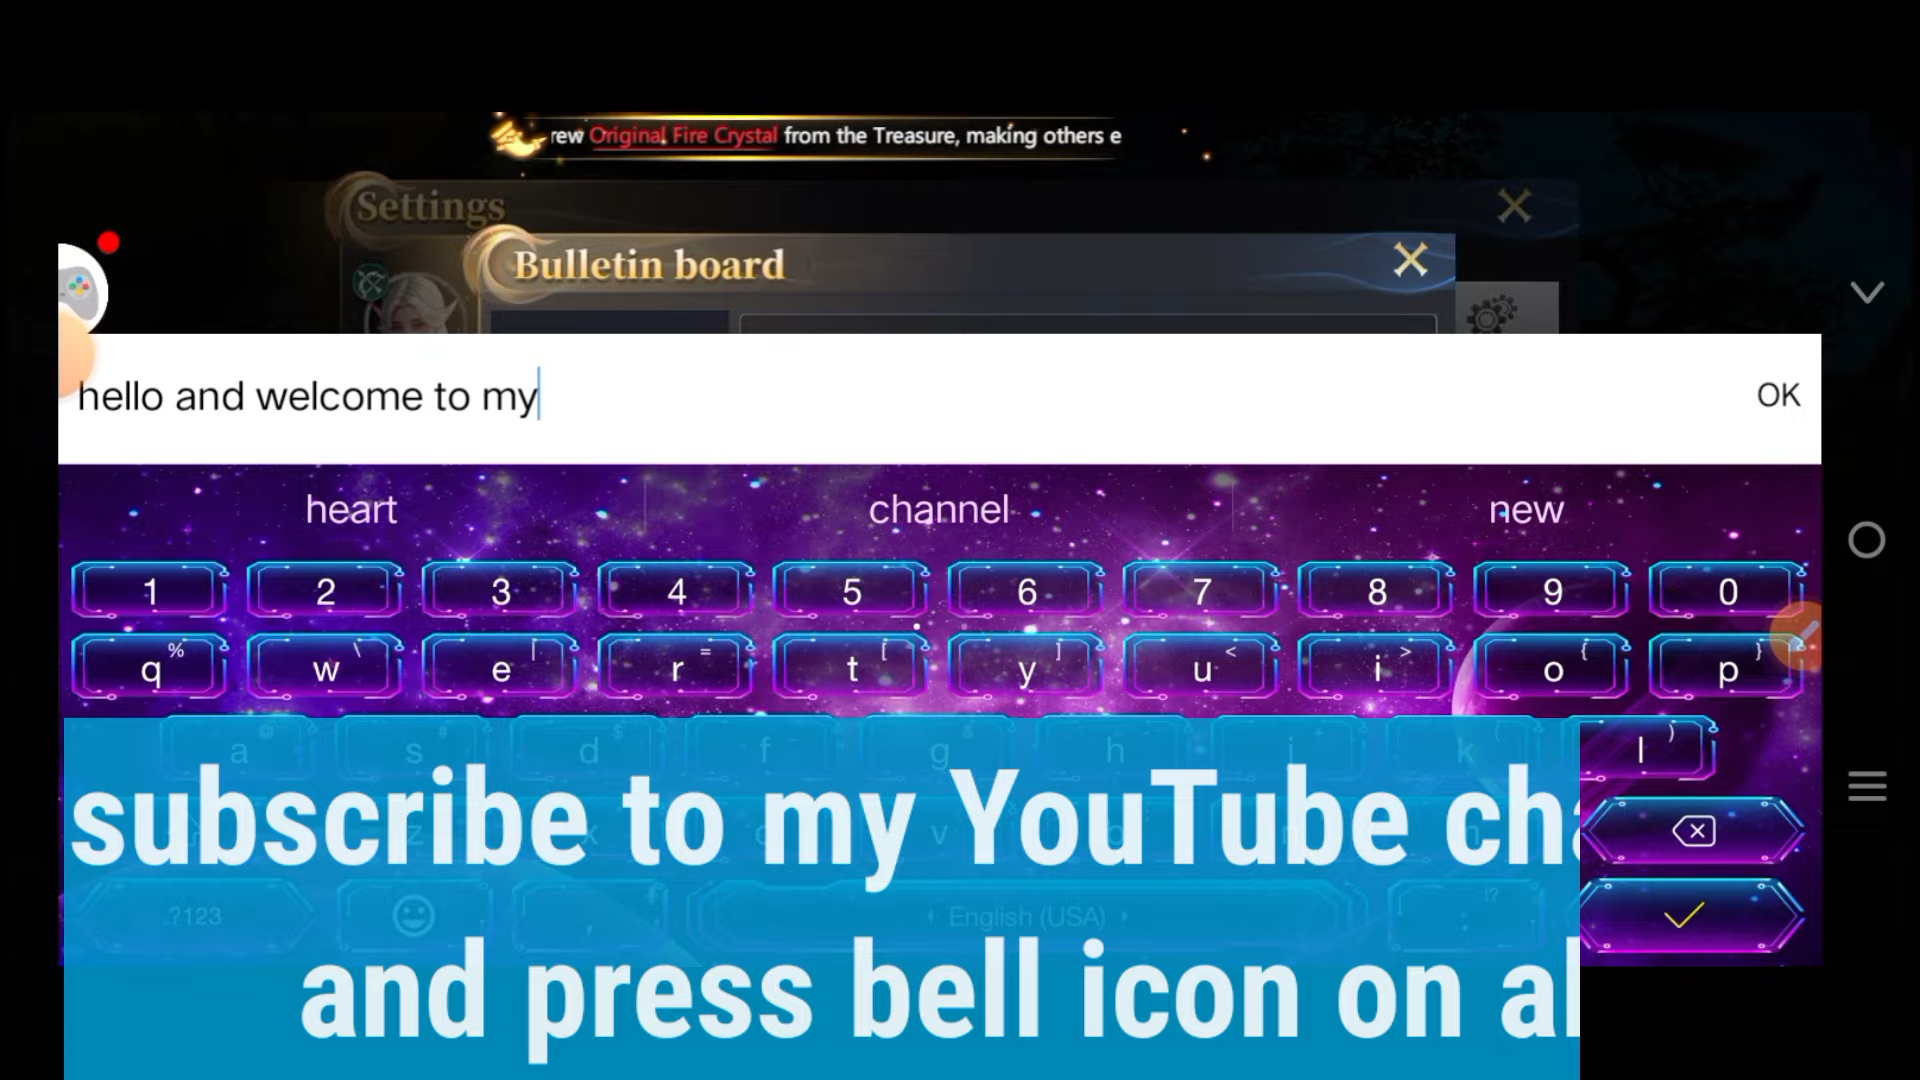 rew Original Fire Crystal from the Treasure, making others e
Settings
Bulletin board
hello and welcome to my
OK
heart channel new
1 2 3 4 5 6 7 8 9 0
% \ | = [ ] < > { }
q w e r t y u i o p
a s d f g h j k l )
subscribe to my YouTube cha
z x c v
?123 English (USA) !?
and press bell icon on al